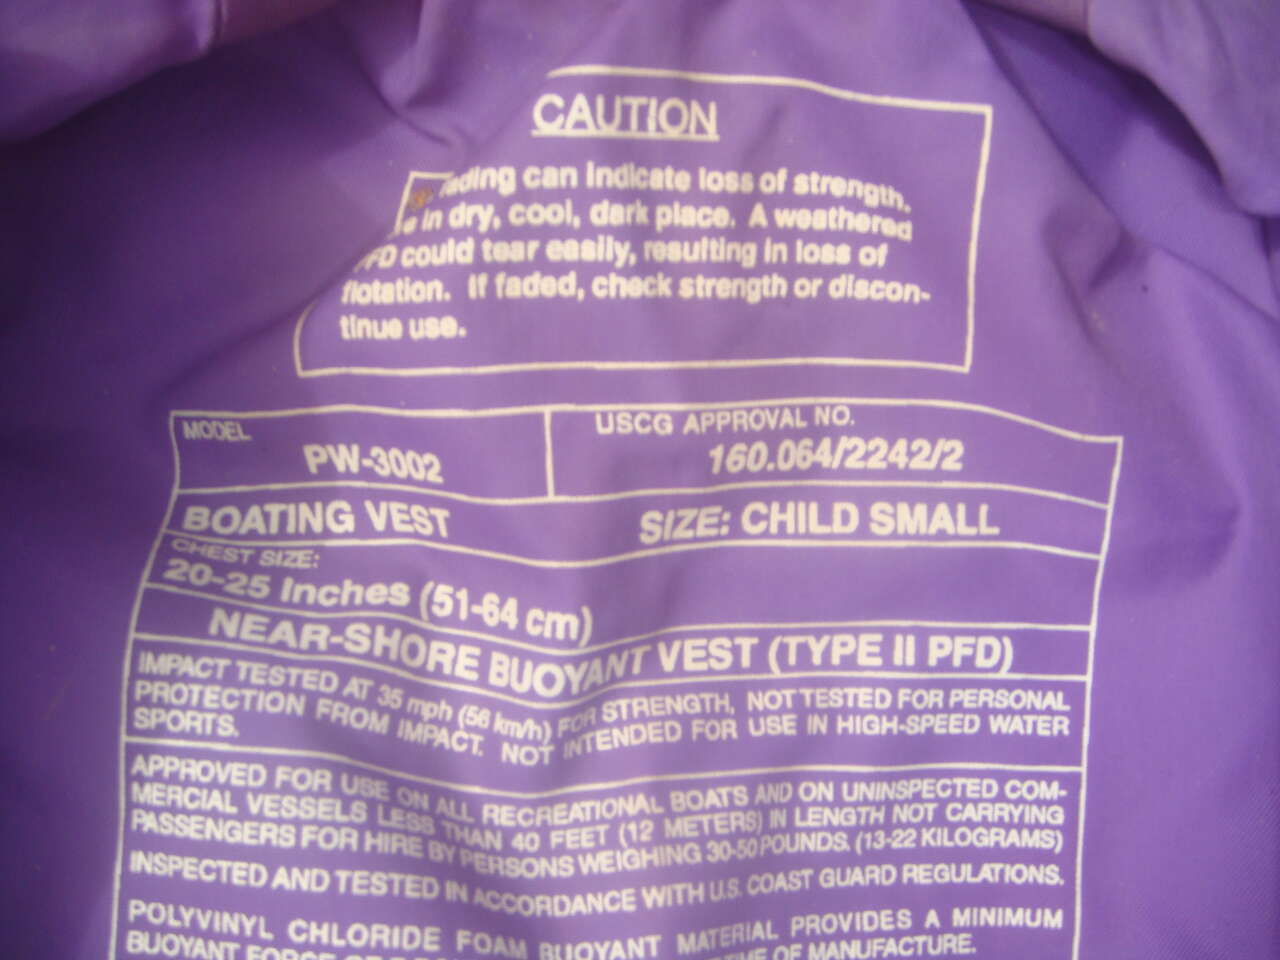 CAUTION
fading can indicate loss of strength.
in dry, cool, dark place. A weathered
PFD could tear easily, resulting in loss of
flotation. If faded, check strength or discon-
tinue use.
MODEL
PW-3002
USCG APPROVAL NO.
160.064/2242/2
BOATING VEST SIZE: CHILD SMALL
CHEST SIZE:
20-25 Inches (51-64 cm)
NEAR-SHORE BUOYANT VEST (TYPE II PFD)
IMPACT TESTED AT 35 mph (56 km/h) FOR STRENGTH, NOT TESTED FOR PERSONAL
PROTECTION FROM IMPACT. NOT INTENDED FOR USE IN HIGH-SPEED WATER
SPORTS.
APPROVED FOR USE ON ALL RECREATIONAL BOATS AND ON UNINSPECTED COM-
MERCIAL VESSELS LESS THAN 40 FEET (12 METERS) IN LENGTH NOT CARRYING
PASSENGERS FOR HIRE BY PERSONS WEIGHING 30-50 POUNDS. (13-22 KILOGRAMS)
INSPECTED AND TESTED IN ACCORDANCE WITH U.S. COAST GUARD REGULATIONS.
POLYVINYL CHLORIDE FOAM BUOYANT MATERIAL PROVIDES A MINIMUM
BUOYANT FORCE OF MANUFACTURE.